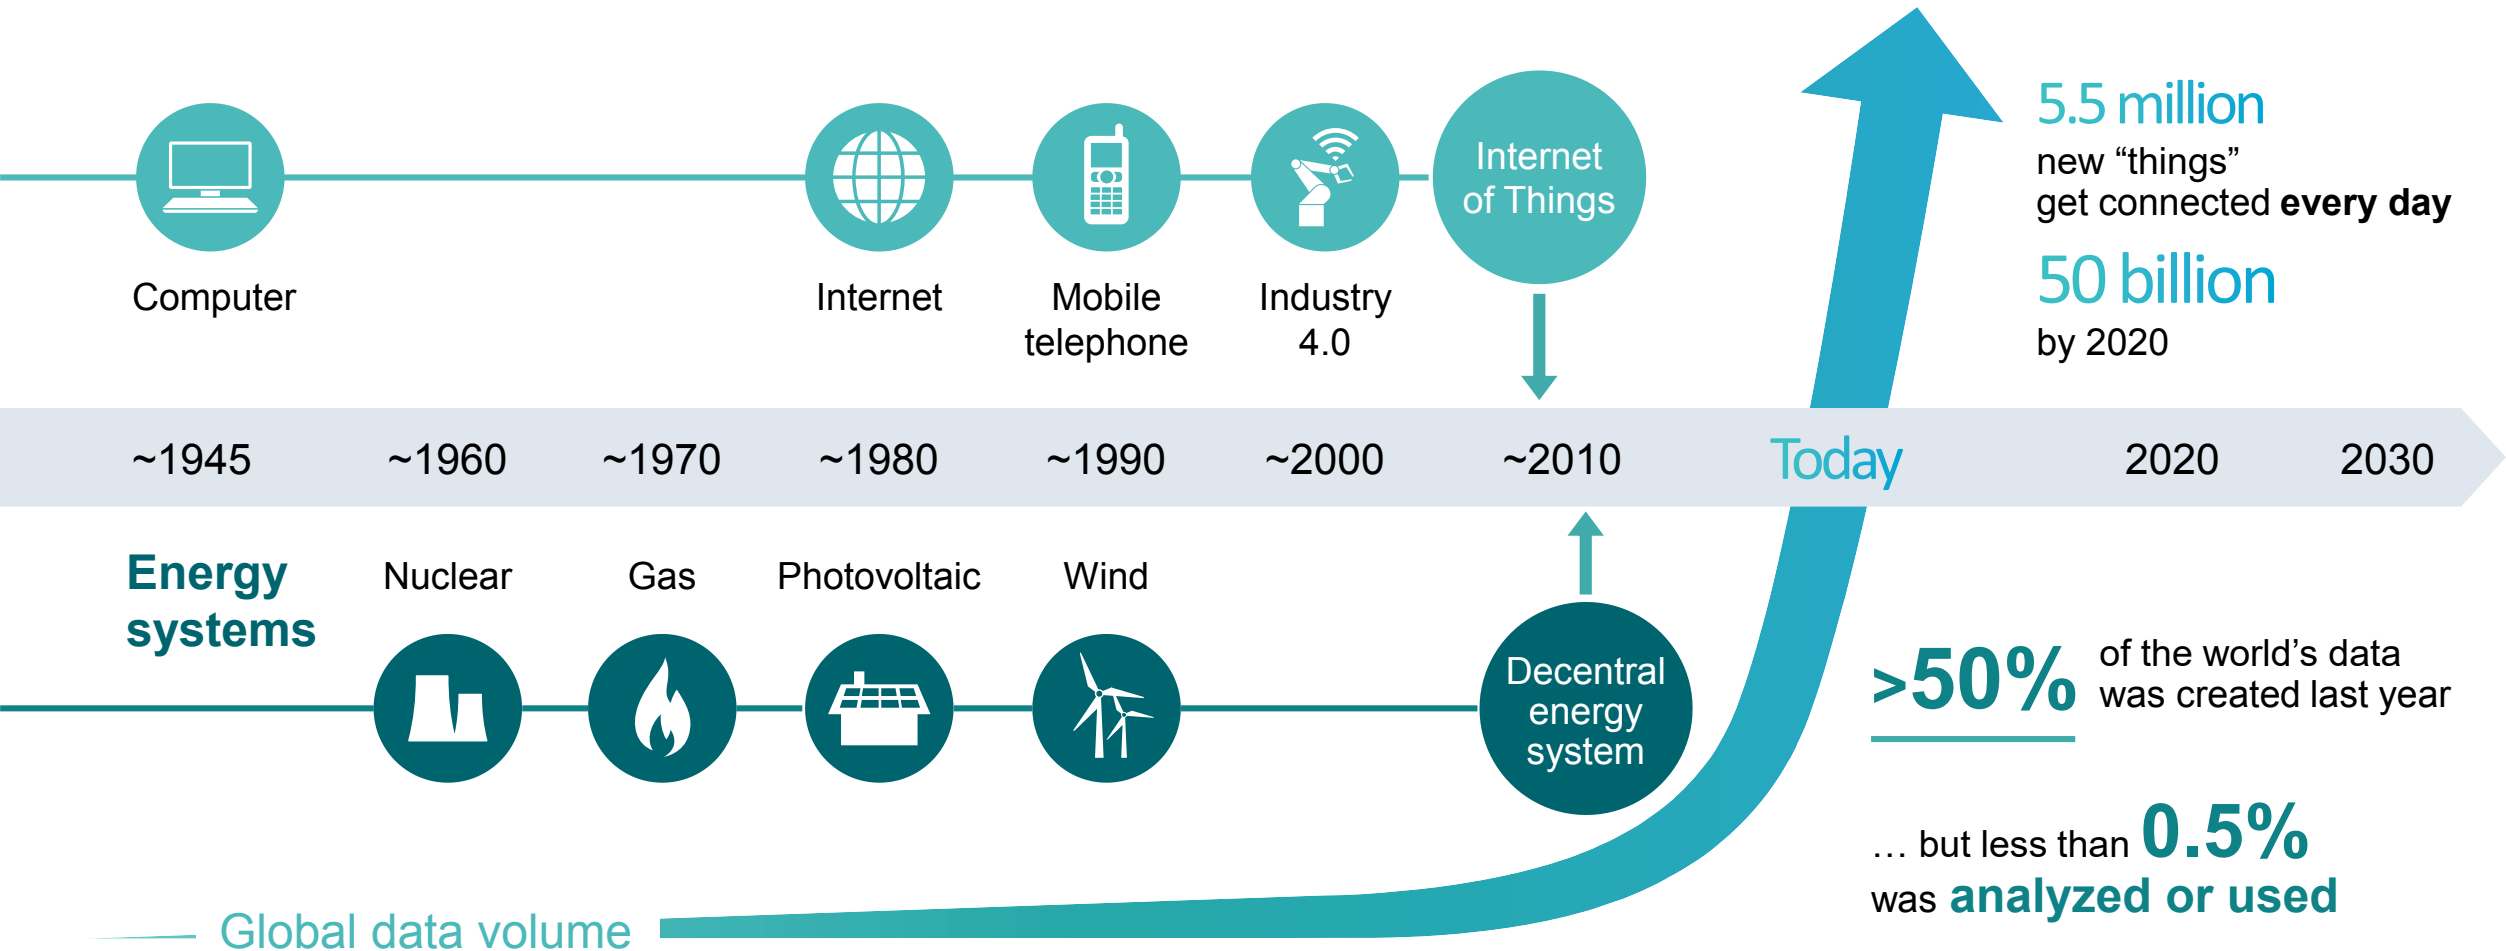 5.5 million
new “things”
get connected every day
50 billion
by 2020
Internet
of Things
Computer
Internet
Mobile
telephone
Industry
4.0
~1945
~1960
~1970
~1980
~1990
~2000
~2010
Today
2020
2030
Energy
systems
Nuclear
Gas
Photovoltaic
Wind
Decentral
energy
system
>50%
of the world’s data
was created last year
… but less than 0.5%
was analyzed or used
Global data volume